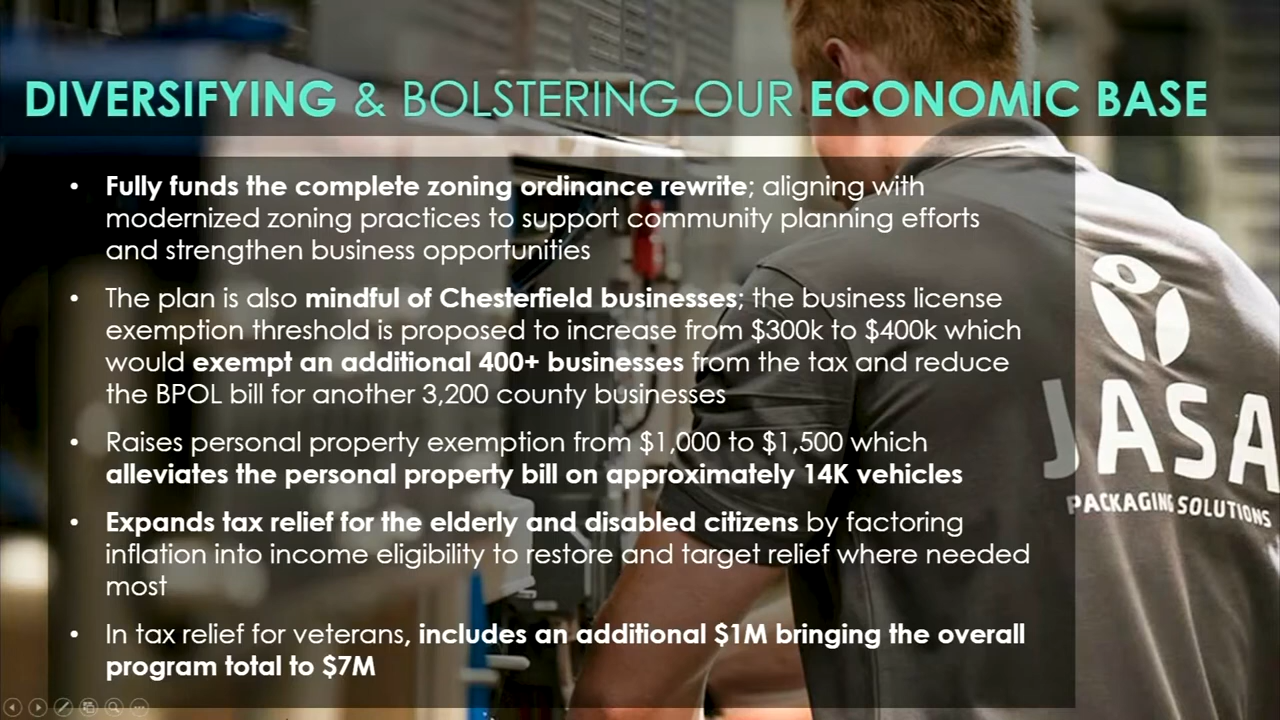 DIVERSIFYING & BOLSTERING OUR ECONOMIC BASE
• Fully funds the complete zoning ordinance rewrite; aligning with
modernized zoning practices to support community planning efforts
and strengthen business opportunities
• The plan is also mindful of Chesterfield businesses; the business license
exemption threshold is proposed to increase from $300k to $400k which
would exempt an additional 400+ businesses from the tax and reduce
the BPOL bill for another 3,200 county businesses
• Raises personal property exemption from $1,000 to $1,500 which
alleviates the personal property bill on approximately 14K vehicles
• Expands tax relief for the elderly and disabled citizens by factoring
inflation into income eligibility to restore and target relief where needed
most
• In tax relief for veterans, includes an additional $1M bringing the overall
program total to $7M
JASA
PACKAGING SOLUTIONS